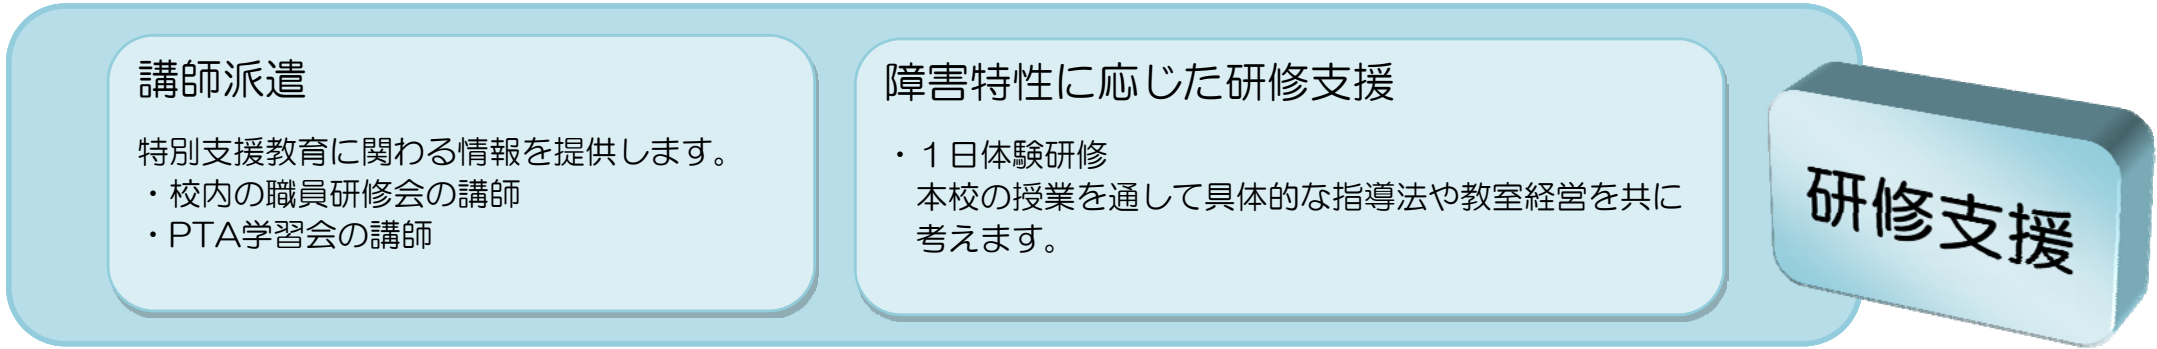 講師派遣
特別支援教育に関わる情報を提供します。
・校内の職員研修会の講師
・PTA学習会の講師
障害特性に応じた研修支援
・１日体験研修
本校の授業を通して具体的な指導法や教室経営を共に
考えます。
研修支援